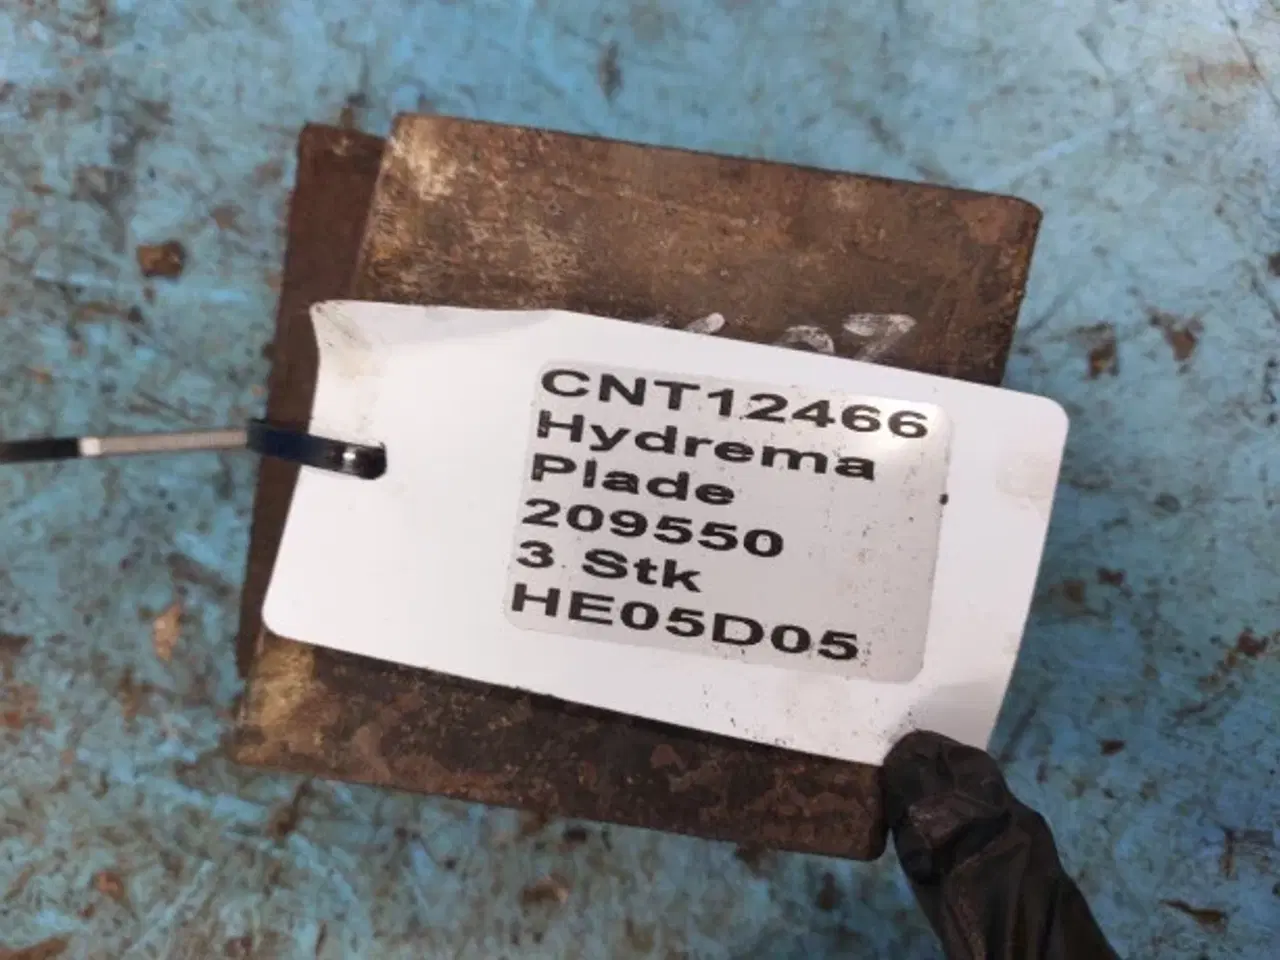 CNT12466
Hydrema
Plade
209550
3 Stk
HE05D05